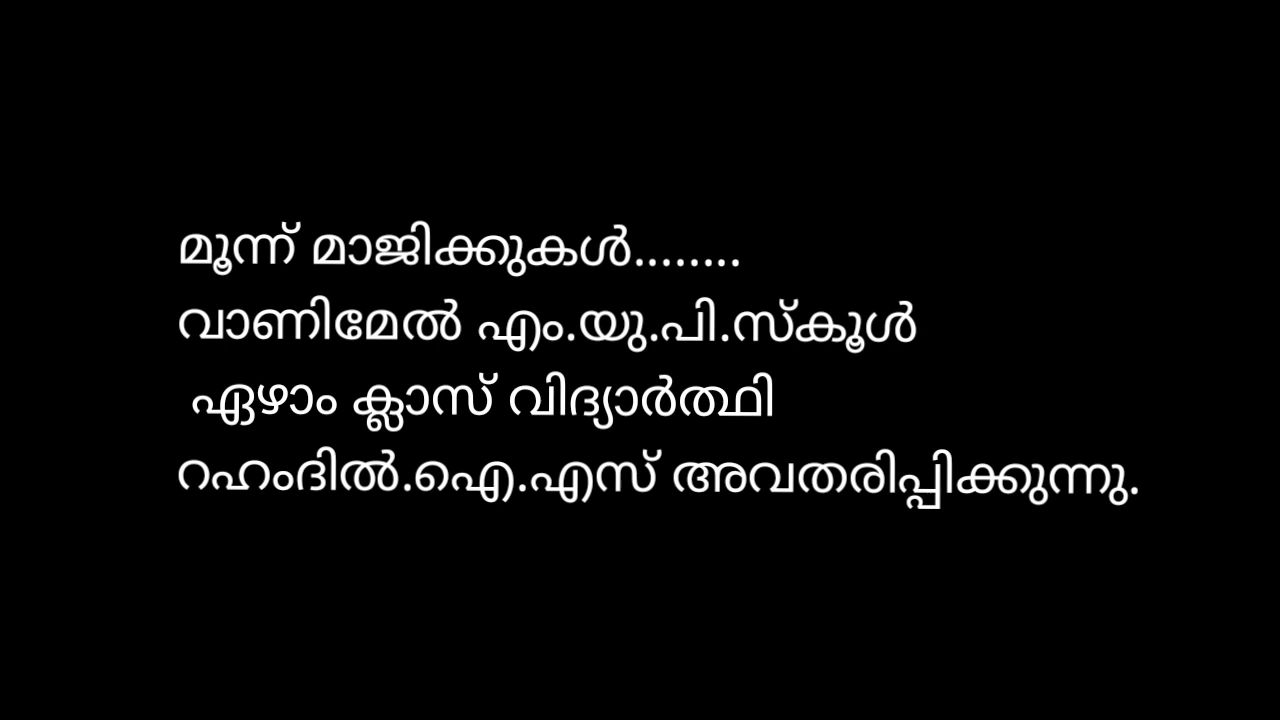 മൂന്ന് മാജിക്കുകൾ........
വാണിമേൽ എം.യു.പി.സ്കൂൾ
ഏഴാം ക്ലാസ് വിദ്യാർത്ഥി
റഹംദിൽ.ഐ.എസ് അവതരിപ്പിക്കുന്നു.